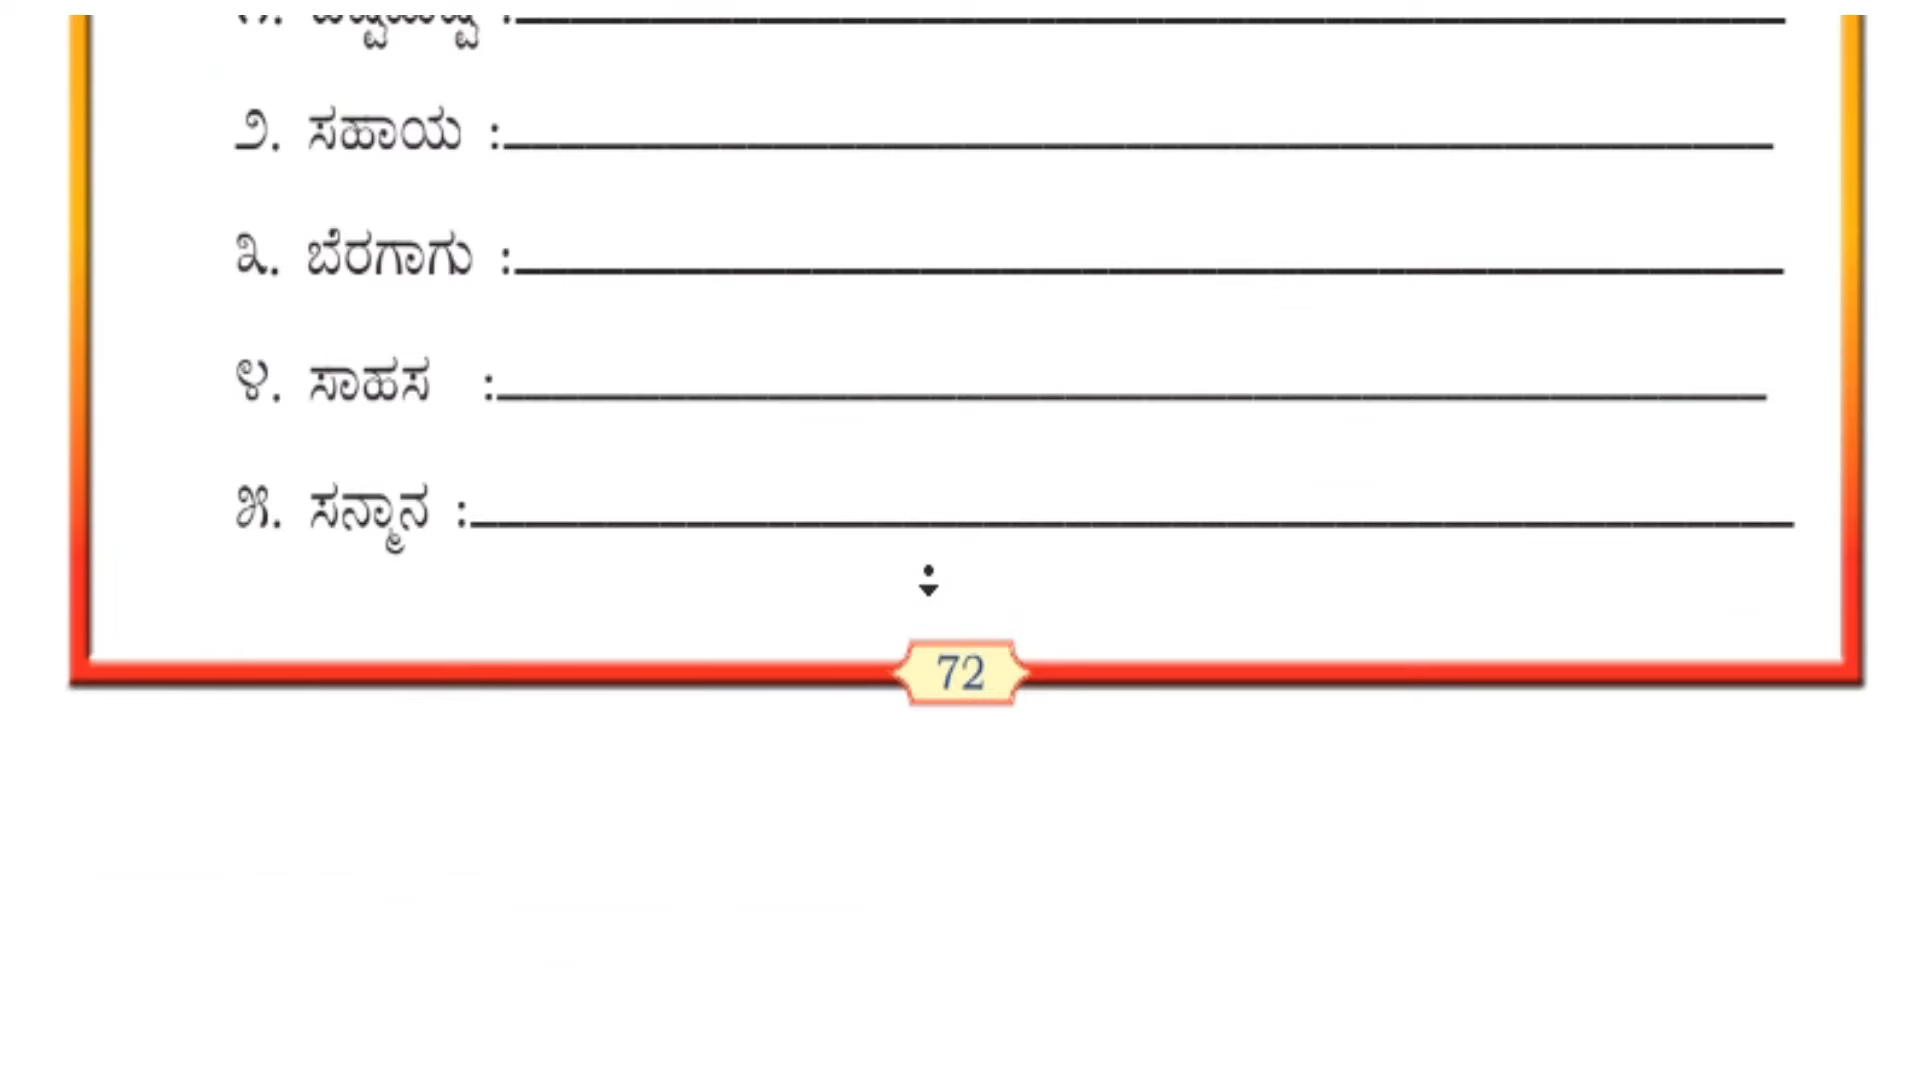 ೨. ಸಹಾಯ :
೩. ಬೆರಗಾಗು :
೪. ಸಾಹಸ :
೫. ಸನ್ಮಾನ :
72